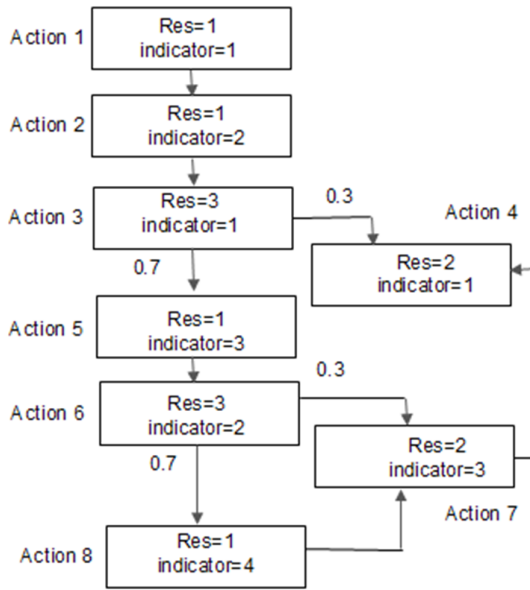 Action 1
Res=1
indicator=1
Action 2
Res=1
indicator=2
Action 3
Res=3
indicator=1
0.3
Action 4
Res=2
indicator=1
0.7
Action 5
Res=1
indicator=3
0.3
Action 6
Res=3
indicator=2
Res=2
indicator=3
0.7
Action 7
Action 8
Res=1
indicator=4